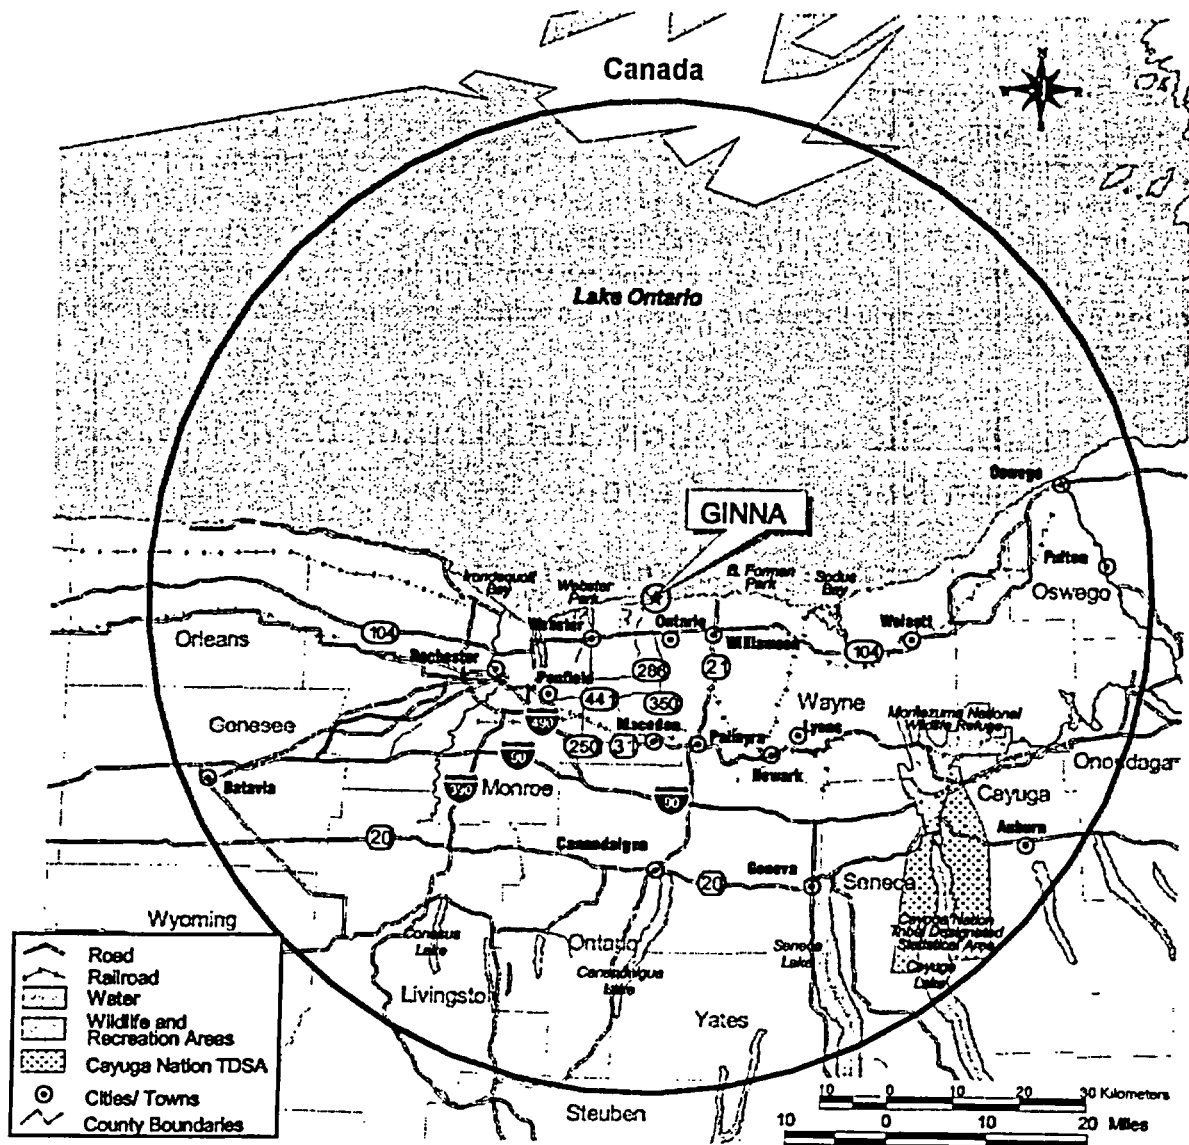 Canada
N
Lake Ontario
GINNA
Oswego
Fulton
Oswego
Irondequoit
Bay
Webster
Park
B. Forman
Park
Sodus
Bay
Webster
Ontario
Williamson
Wolcott
Orleans
104
104
Rochester
286
21
Penfield
441
350
Wayne
Genesee
490
Macedon
Lyons
Montezuma National
Wildlife Refuge
250
31
Palmyra
90
Newark
Onondaga
Batavia
390
Monroe
90
Cayuga
20
Canandaigua
Auburn
Geneva
20
Seneca
Wyoming
Conesus
Lake
Ontario
Canandaigua
Lake
Seneca
Lake
Cayuga Nation
Tribal Designated
Statistical Area
Cayuga
Lake
Livingsto
Yates
Steuben
Road
Railroad
Water
Wildlife and
Recreation Areas
Cayuga Nation TDSA
Cities/ Towns
County Boundaries
10 0 10 20 30 Kilometers
10 0 10 20 Miles